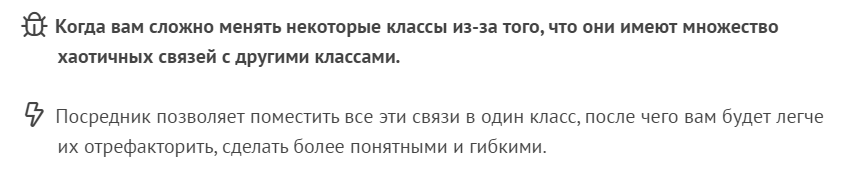 Когда вам сложно менять некоторые классы из-за того, что они имеют множество
хаотичных связей с другими классами.
Посредник позволяет поместить все эти связи в один класс, после чего вам будет легче
их отрефакторить, сделать более понятными и гибкими.